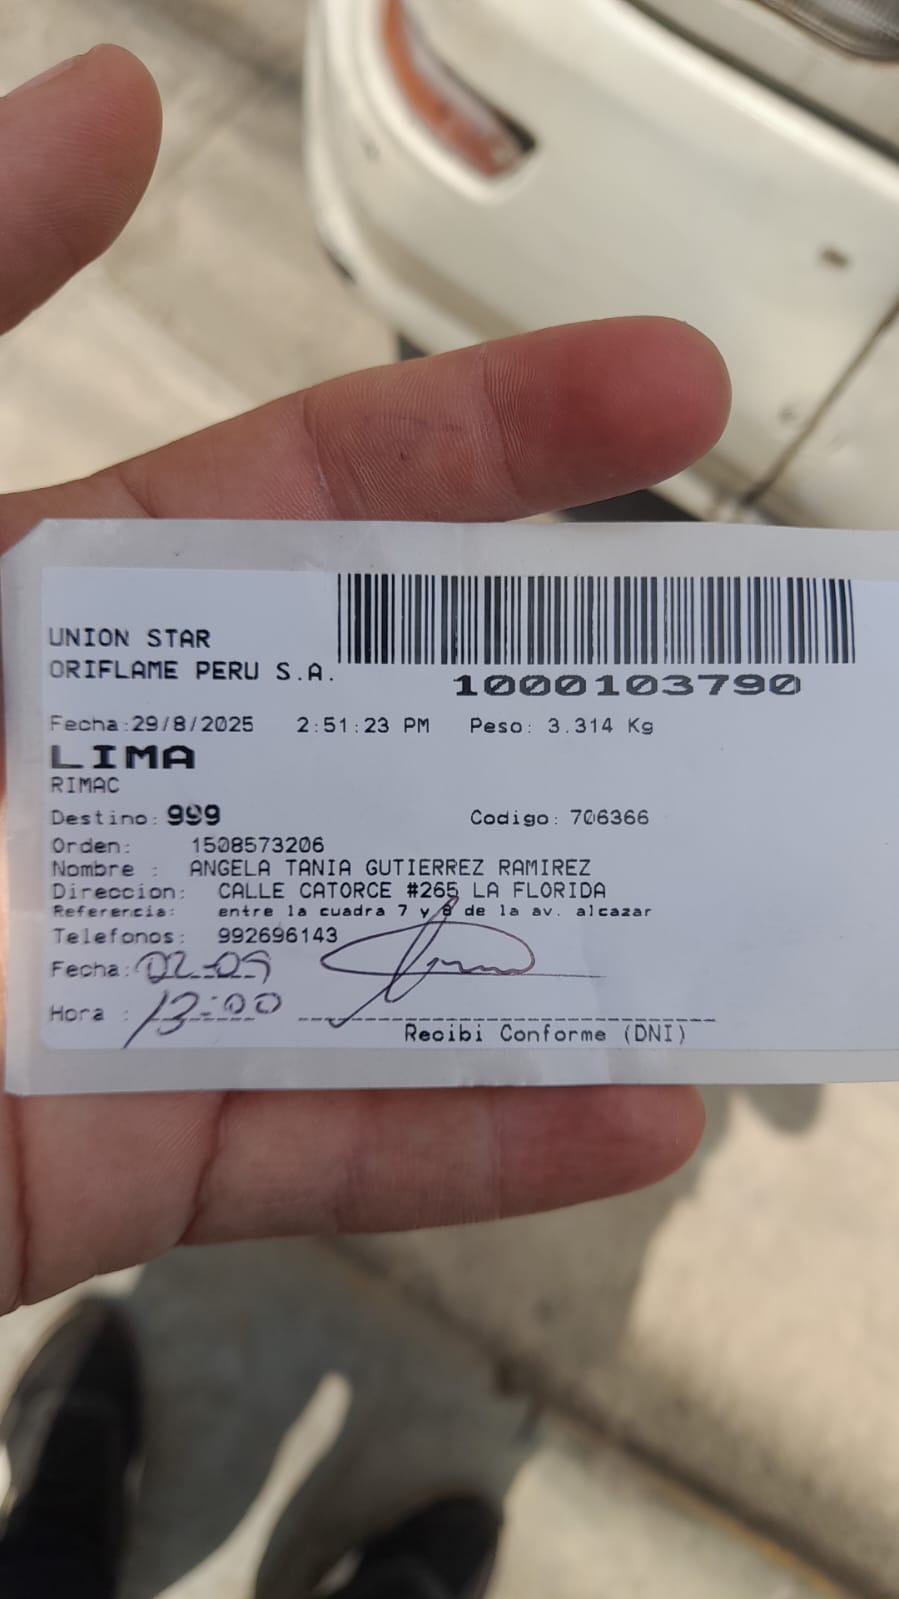 UNION STAR
ORIFLAME PERU S.A.
1000103790
Fecha:29/8/2025 2:51:23 PM Peso: 3.314 Kg
LIMA
RIMAC
Destino: 999 Codigo: 706366
Orden: 1508573206
Nombre : ANGELA TANIA GUTIERREZ RAMIREZ
Direccion: CALLE CATORCE #265 LA FLORIDA
Referencia: entre la cuadra 7 y 8 de la av. alcazar
Telefonos: 992696143
Fecha: 02-09
Hora : 13:00
Recibi Conforme (DNI)